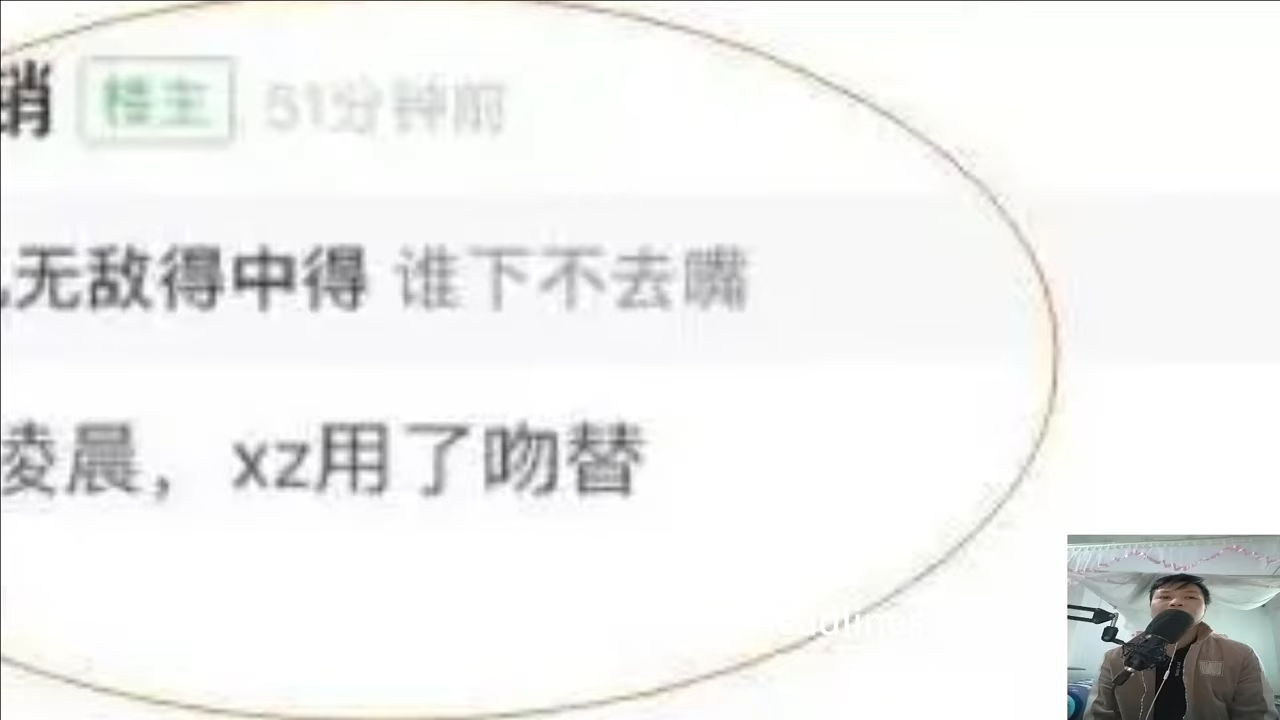 销 楼主 51分钟前
无敌得中得 谁下不去嘴
凌晨，xz用了吻替